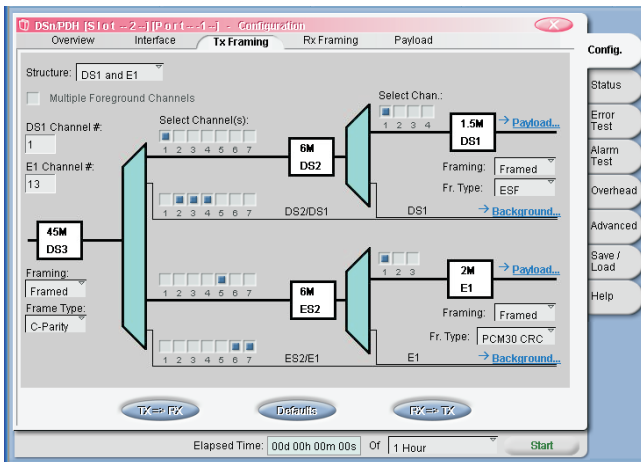 DSn/PDH [Slot--2--][Port--1--] - Configuration
Overview Interface Tx Framing Rx Framing Payload
Config.
Status
Error Test
Alarm Test
Overhead
Advanced
Save / Load
Help
Structure: DS1 and E1
Multiple Foreground Channels
DS1 Channel #:
1
E1 Channel #:
13
45M
DS3
Framing:
Framed
Frame Type:
C-Parity
Select Channel(s):
1 2 3 4 5 6 7
6M
DS2
Select Chan.:
1 2 3 4
1.5M
DS1
→ Payload...
Framing: Framed
Fr. Type: ESF
1 2 3 4 5 6 7
DS2/DS1
DS1
→ Background...
1 2 3 4 5 6 7
6M
ES2
1 2 3
2M
E1
→ Payload...
Framing: Framed
Fr. Type: PCM30 CRC
1 2 3 4 5 6 7
ES2/E1
E1
→ Background...
TX=> RX
Defaults
RX=> TX
Elapsed Time: 00d 00h 00m 00s Of 1 Hour Start